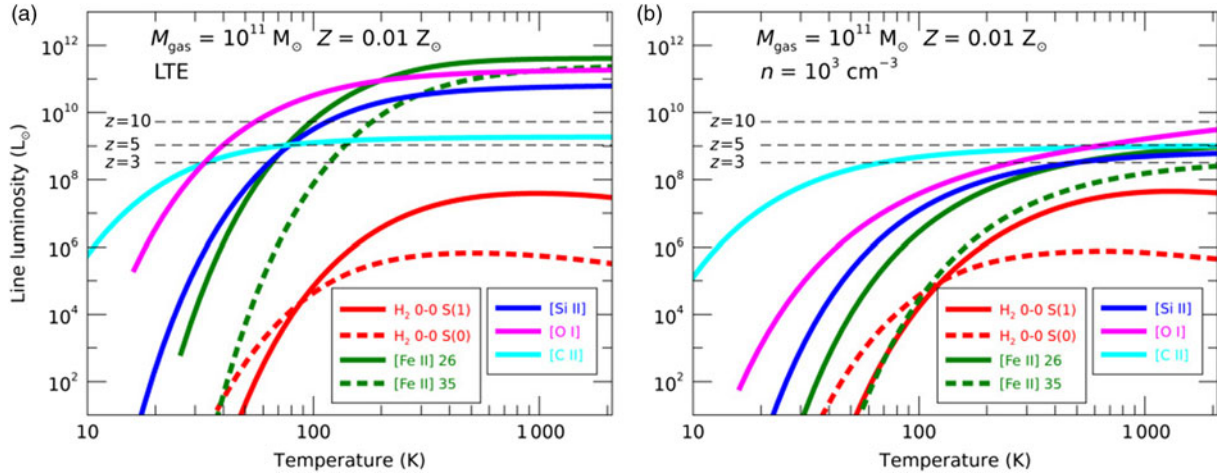 (a)
M_gas = 10^11 M_⊙ Z = 0.01 Z_⊙
LTE
z=10
z=5
z=3
Line luminosity (L_⊙)
10^12
10^10
10^8
10^6
10^4
10^2
H₂ 0-0 S(1)
H₂ 0-0 S(0)
[Fe II] 26
[Fe II] 35
[Si II]
[O I]
[C II]
10
100
1 000
Temperature (K)
(b)
M_gas = 10^11 M_⊙ Z = 0.01 Z_⊙
n = 10^3 cm^−3
z=10
z=5
z=3
10^12
10^10
10^8
10^6
10^4
10^2
H₂ 0-0 S(1)
H₂ 0-0 S(0)
[Fe II] 26
[Fe II] 35
[Si II]
[O I]
[C II]
10
100
1 000
Temperature (K)